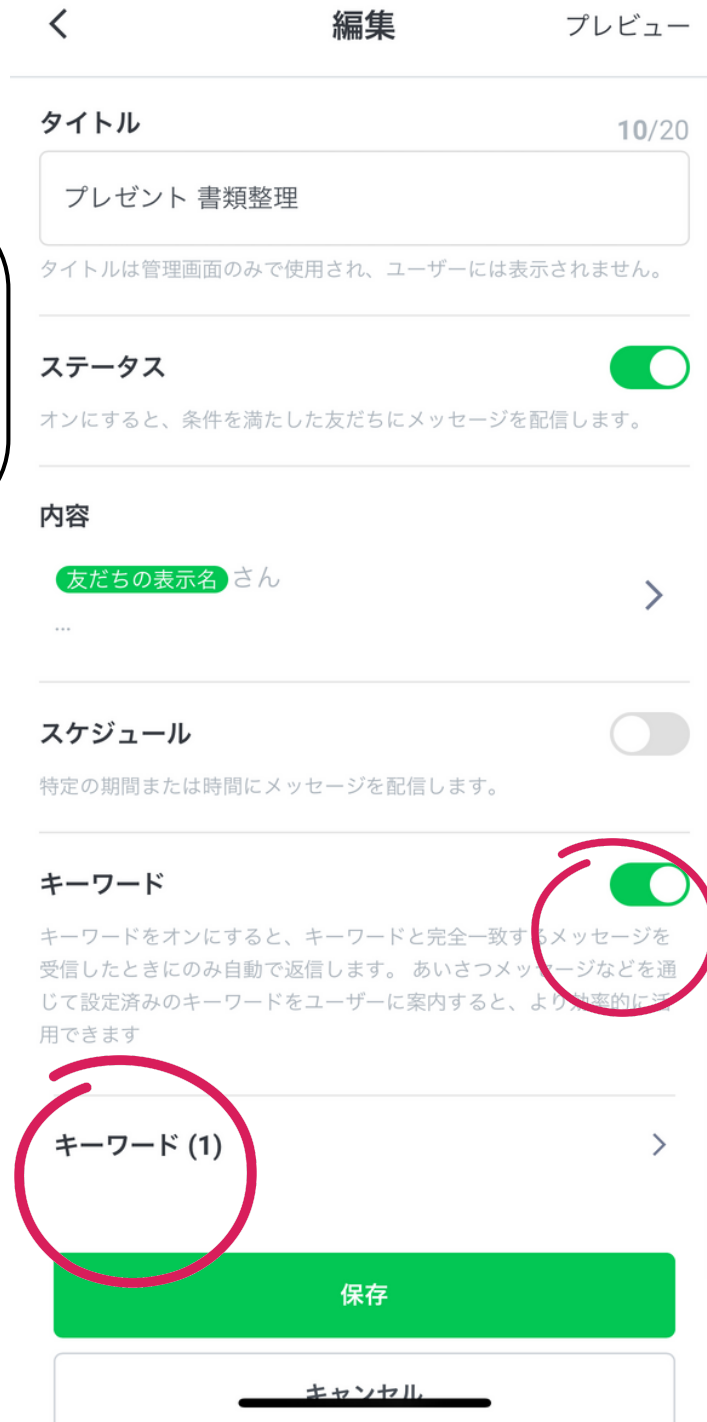 編集
プレビュー
タイトル
10/20
プレゼント 書類整理
タイトルは管理画面のみで使用され、ユーザーには表示されません。
ステータス
オンにすると、条件を満たした友だちにメッセージを配信します。
内容
友だちの表示名 さん
...
スケジュール
特定の期間または時間にメッセージを配信します。
キーワード
キーワードをオンにすると、キーワードと完全一致するメッセージを
受信したときにのみ自動で返信します。 あいさつメッセージなどを通
じて設定済みのキーワードをユーザーに案内すると、より効率的に活
用できます
キーワード (1)
保存
キャンセル